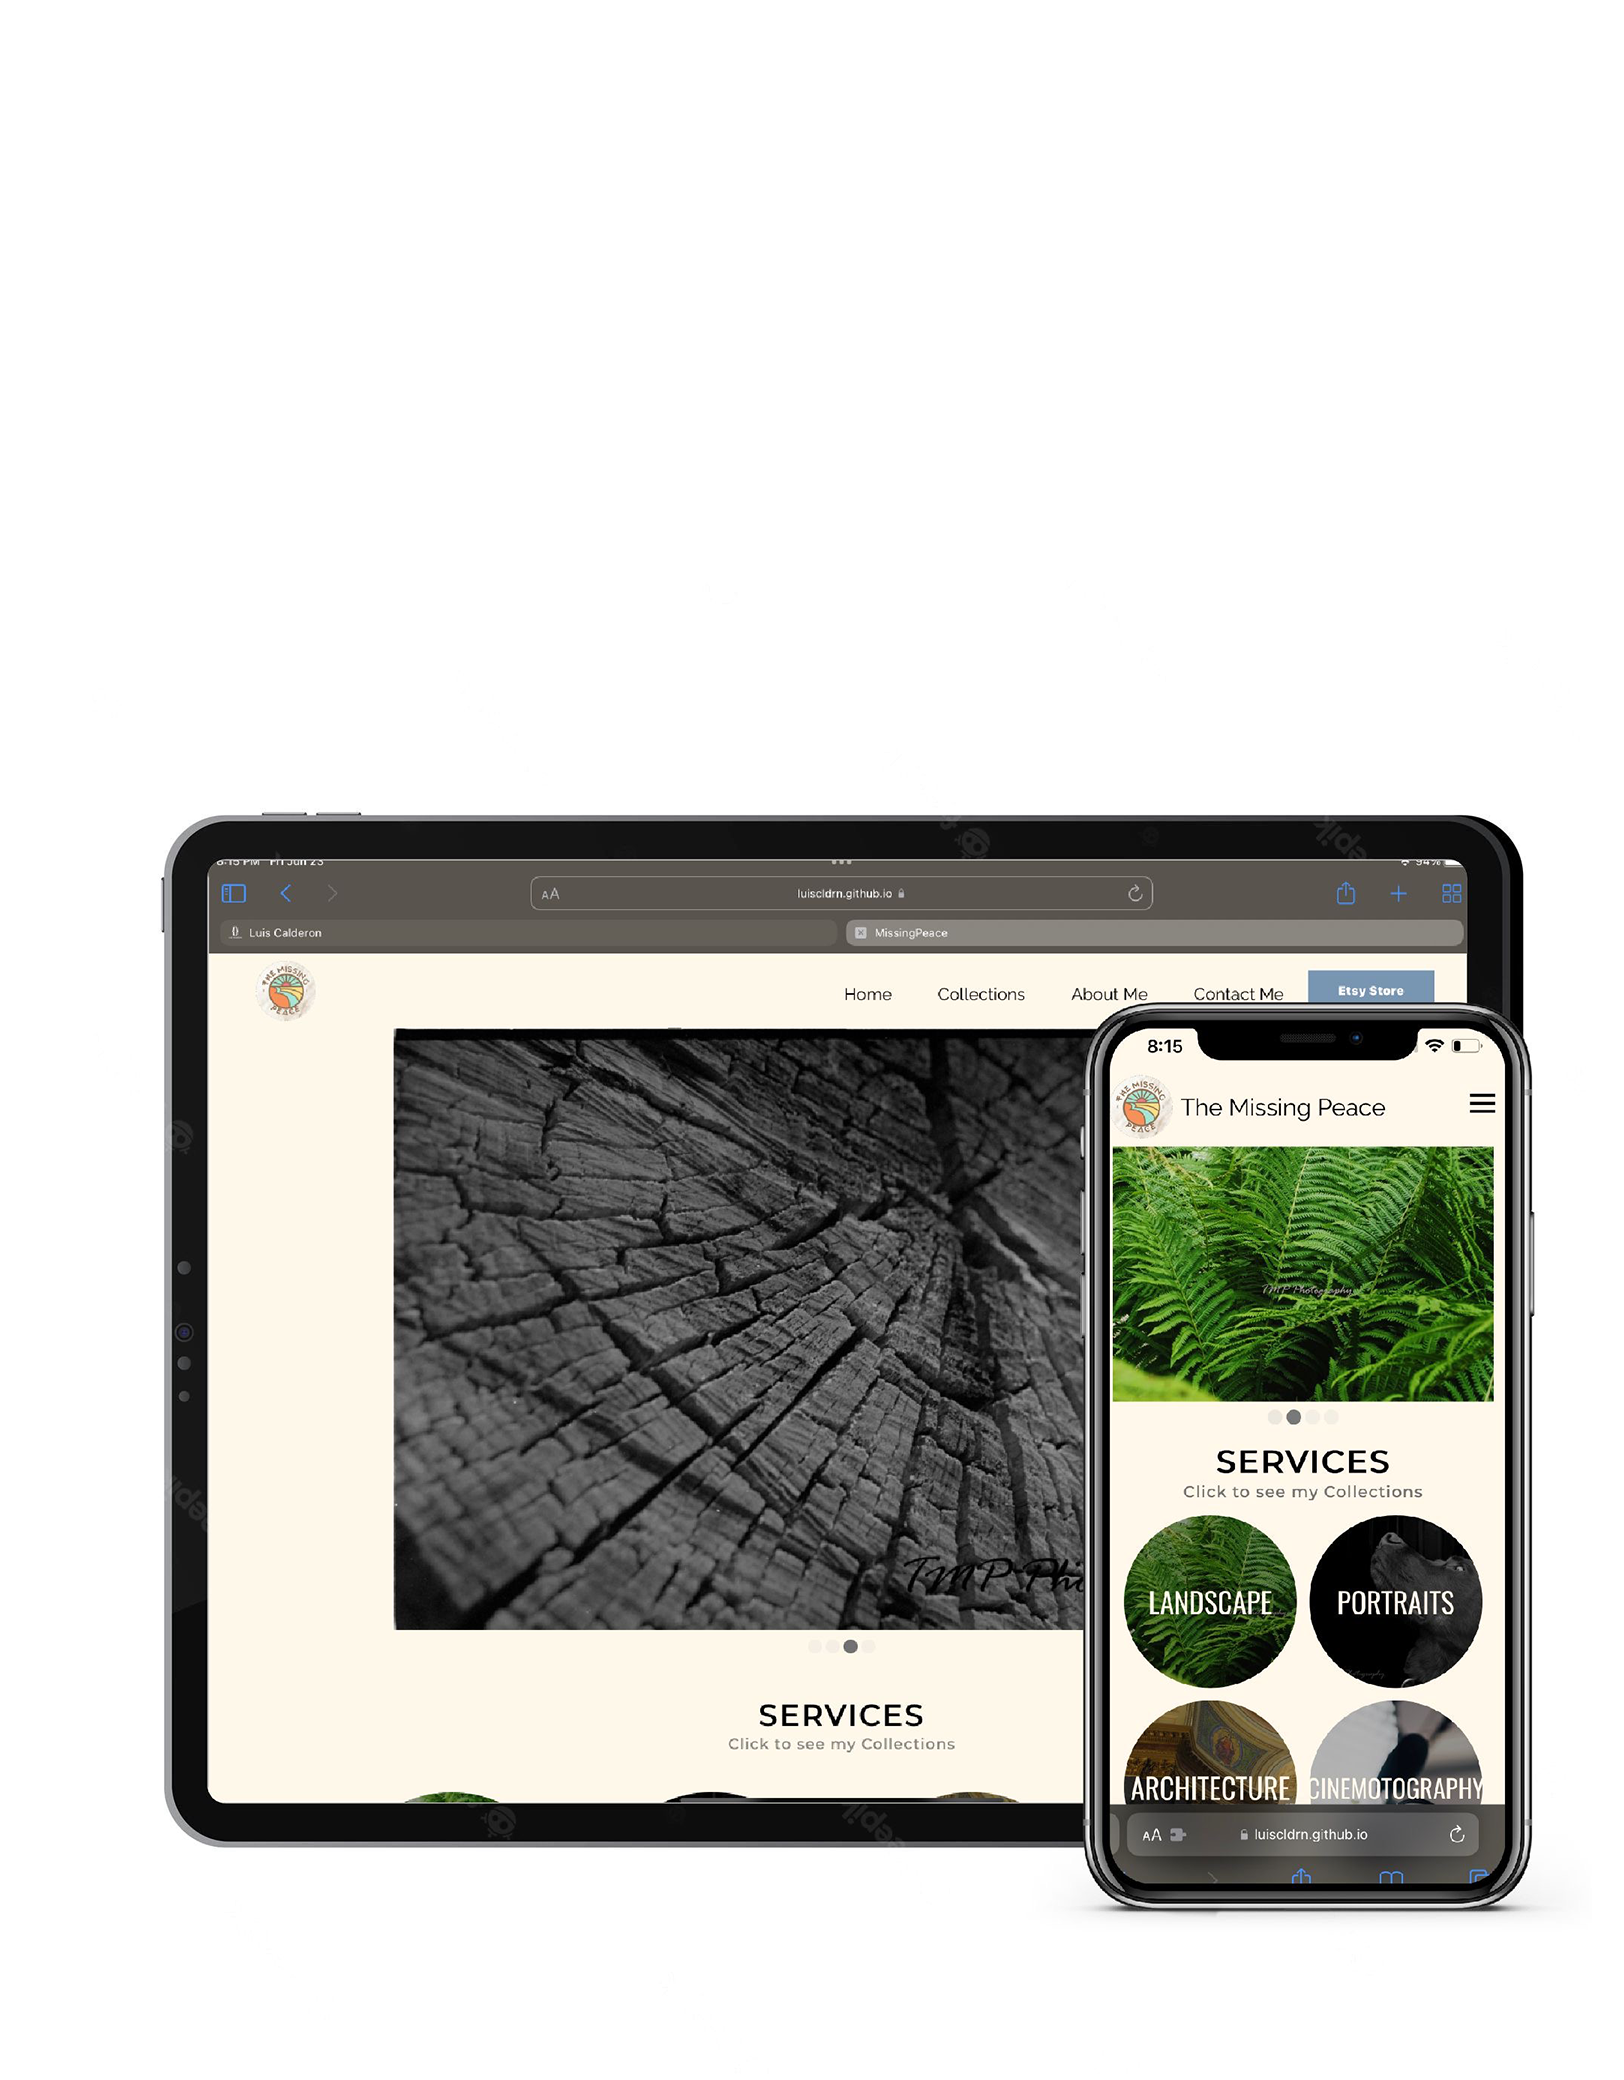 8:15 PM Fri Jun 23
94%
AA
luiscldrn.github.io
Luis Calderon
MissingPeace
THE MISSING
PEACE
Home
Collections
About Me
Contact Me
Etsy Store
TMP Pho
SERVICES
Click to see my Collections
8:15
THE MISSING
PEACE
The Missing Peace
TMP Photography
SERVICES
Click to see my Collections
LANDSCAPE
PORTRAITS
ARCHITECTURE
CINEMOTOGRAPHY
AA
luiscldrn.github.io